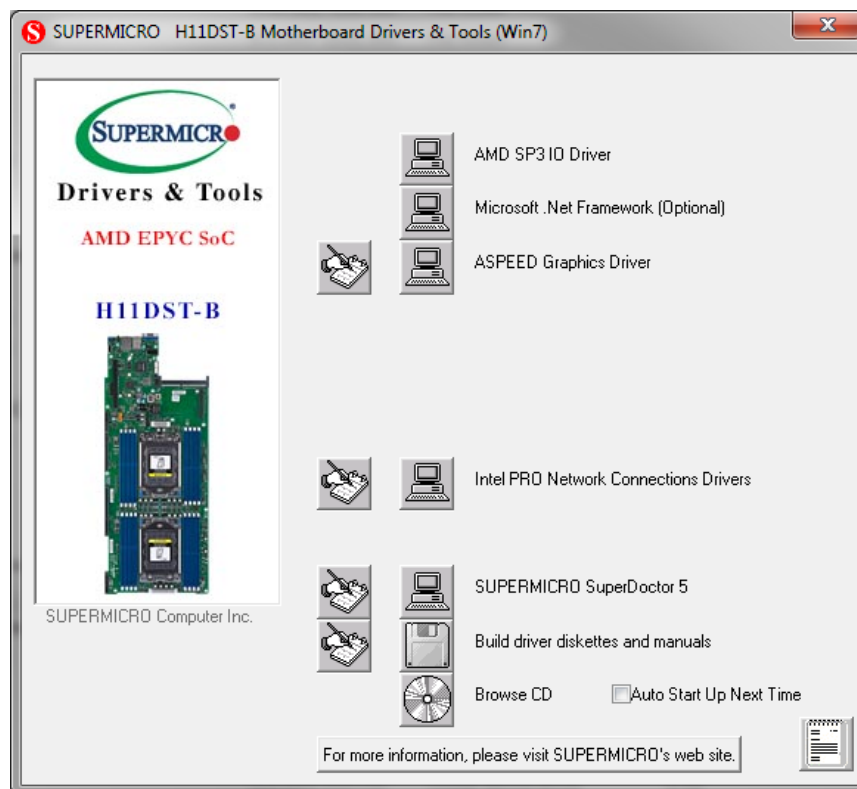 SUPERMICRO H11DST-B Motherboard Drivers & Tools (Win7)
SUPERMICRO
Drivers & Tools
AMD EPYC SoC
H11DST-B
SUPERMICRO Computer Inc.
AMD SP3 IO Driver
Microsoft .Net Framework (Optional)
ASPEED Graphics Driver
Intel PRO Network Connections Drivers
SUPERMICRO SuperDoctor 5
Build driver diskettes and manuals
Browse CD
Auto Start Up Next Time
For more information, please visit SUPERMICRO's web site.